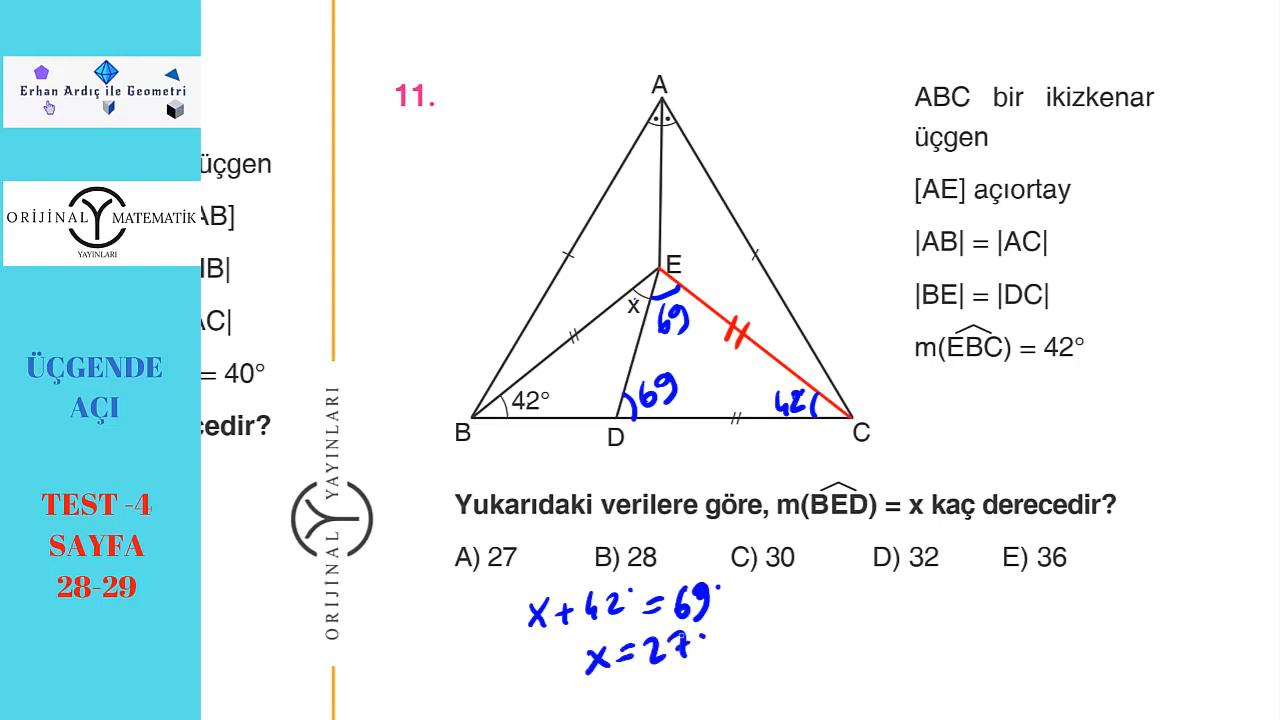 Erhan Ardıç ile Geometri
ORİJİNAL MATEMATİK
YAYINLARI
ÜÇGENDE
AÇI
TEST -4
SAYFA
28-29
üçgen
AB]
HB|
AC|
= 40°
cedir?
ORİJİNAL YAYINLARI
11.
A
E
x
69
69
42°
42
B
D
C
ABC bir ikizkenar
üçgen
[AE] açıortay
|AB| = |AC|
|BE| = |DC|
m(EBC) = 42°
Yukarıdaki verilere göre, m(BED) = x kaç derecedir?
A) 27 B) 28 C) 30 D) 32 E) 36
x + 42° = 69°
x = 27°